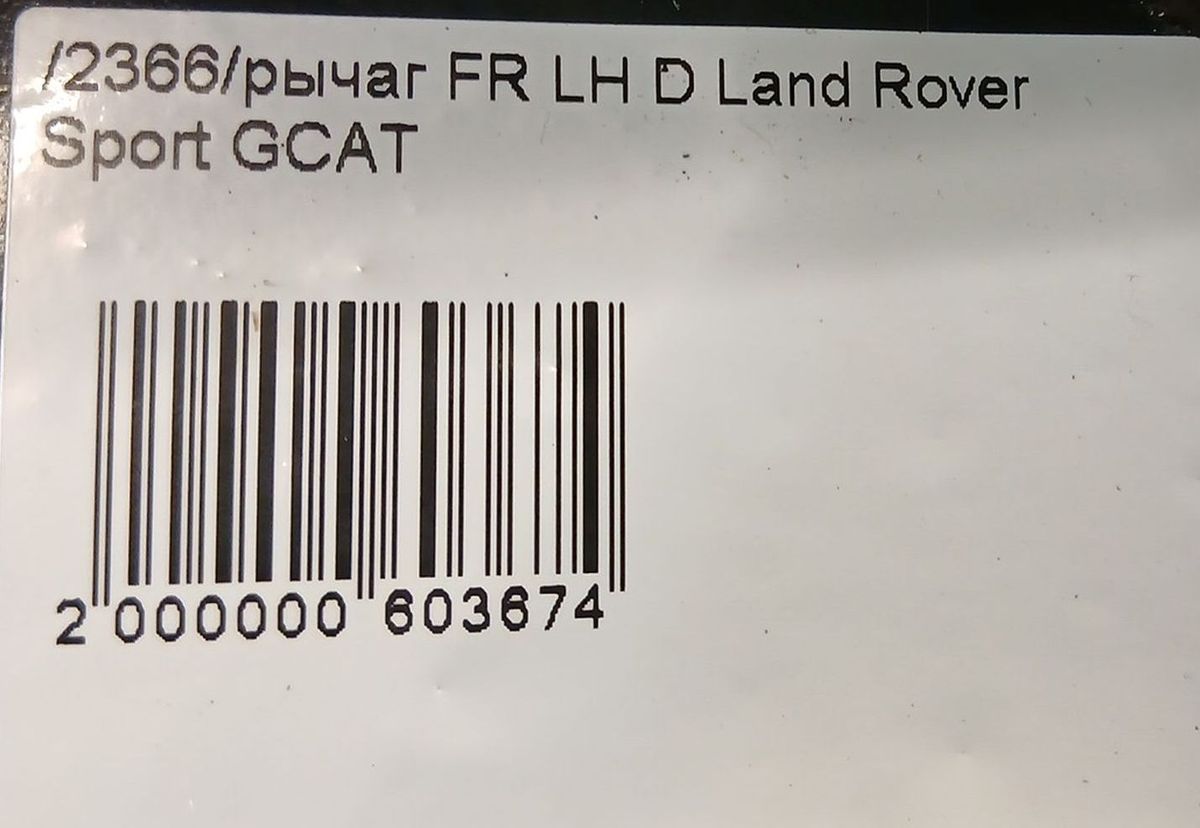 /2366/рычаг FR LH D Land Rover
Sport GCAT
2 000000 603674